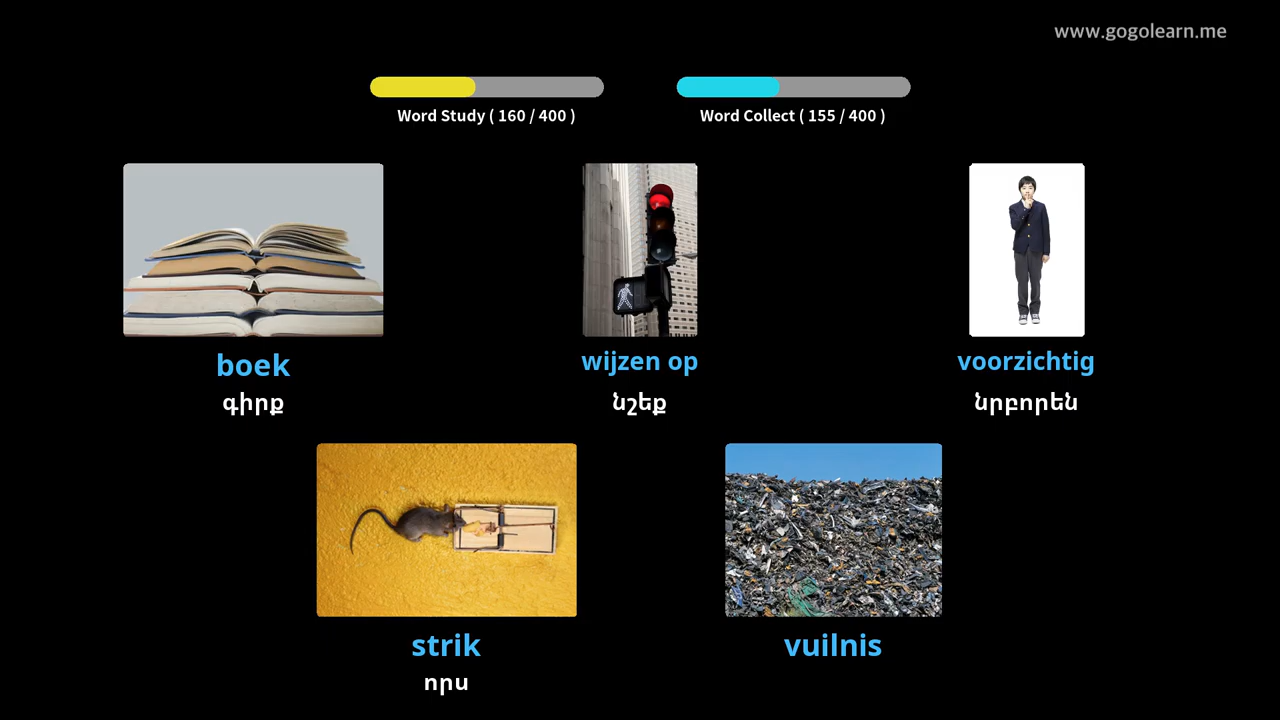 www.gogolearn.me
Word Study ( 160 / 400 )
Word Collect ( 155 / 400 )
boek
գիրք
wijzen op
նշեք
voorzichtig
նրբորեն
strik
որս
vuilnis